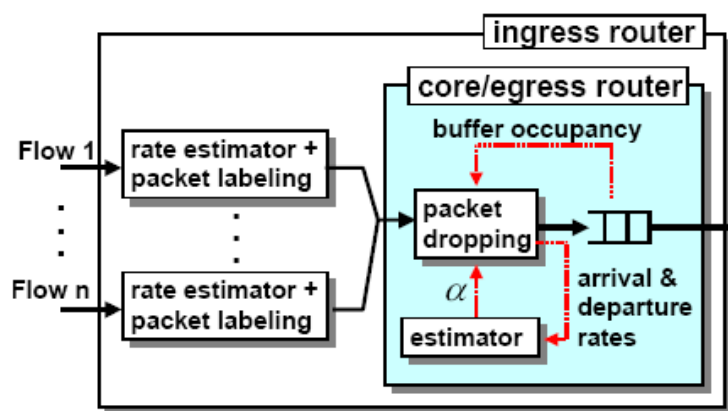 ingress router
core/egress router
buffer occupancy
Flow 1
rate estimator +
packet labeling
packet
dropping
arrival &
departure
rates
α
Flow n
rate estimator +
packet labeling
estimator